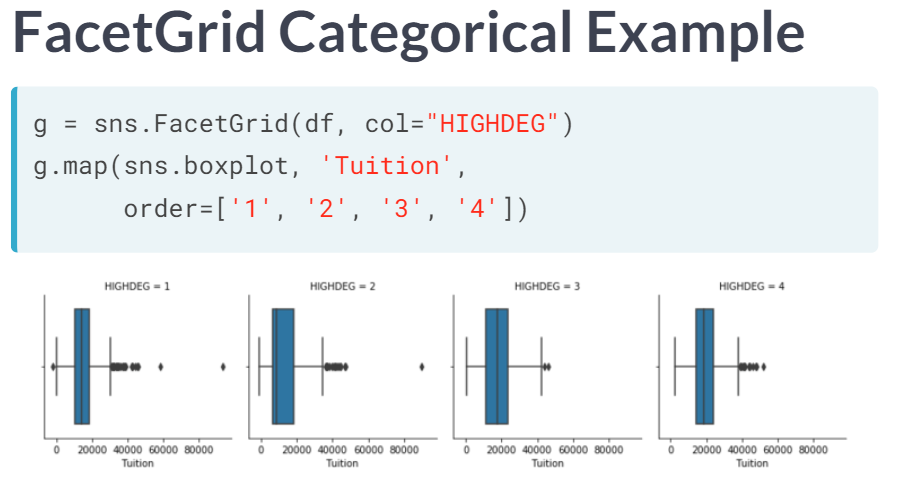 FacetGrid Categorical Example
g = sns.FacetGrid(df, col="HIGHDEG")
g.map(sns.boxplot, 'Tuition',
order=['1', '2', '3', '4'])
HIGHDEG = 1 HIGHDEG = 2 HIGHDEG = 3 HIGHDEG = 4
0 20000 40000 60000 80000 0 20000 40000 60000 80000 0 20000 40000 60000 80000 0 20000 40000 60000 80000
Tuition Tuition Tuition Tuition